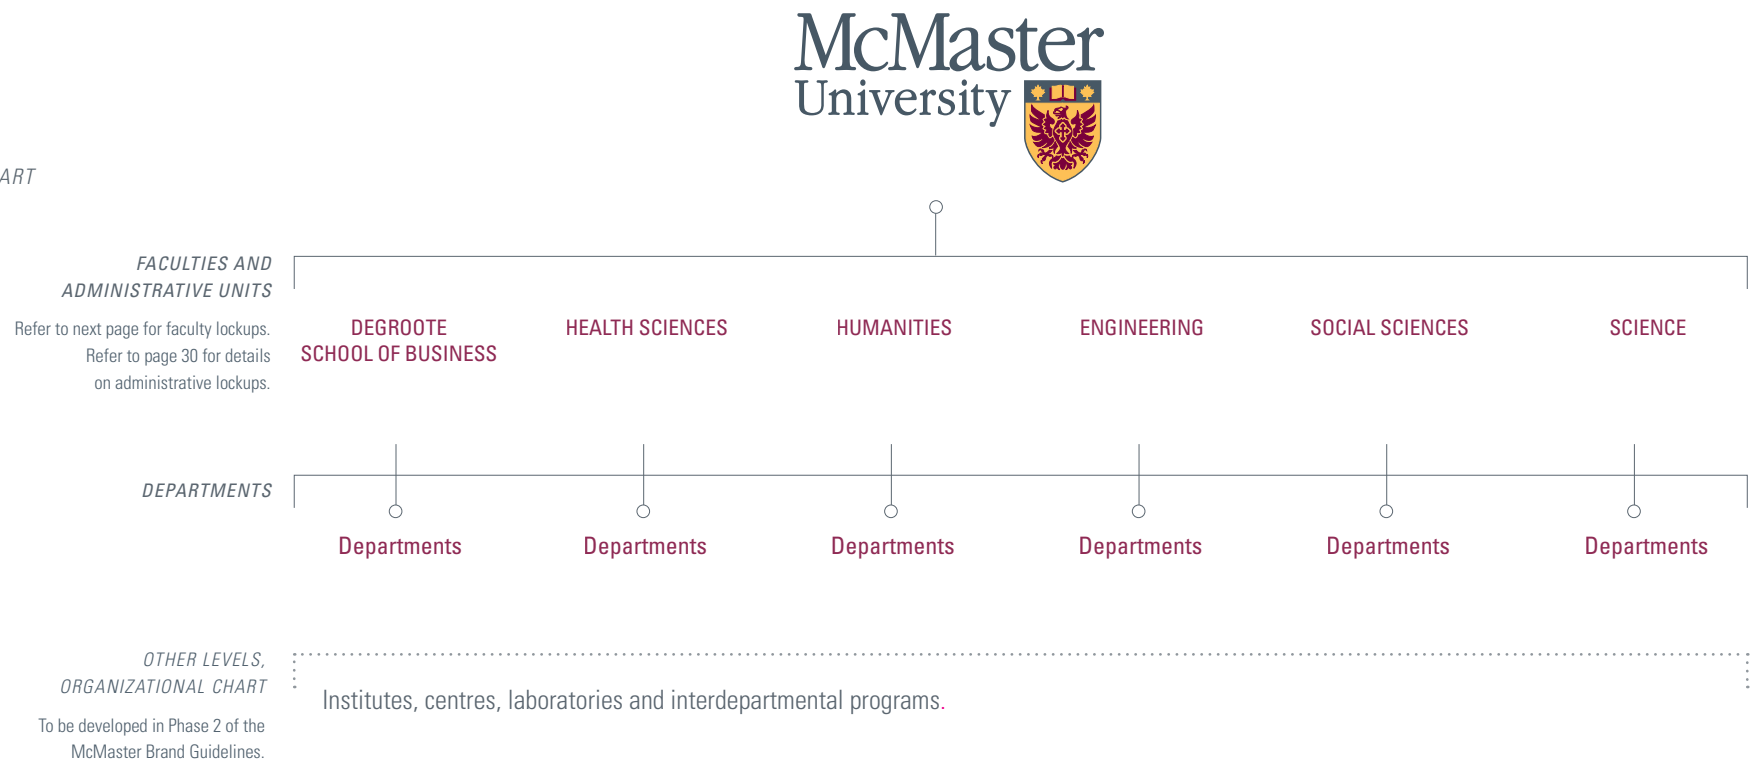 McMaster
University
ART
FACULTIES AND
ADMINISTRATIVE UNITS
Refer to next page for faculty lockups.
Refer to page 30 for details
on administrative lockups.
DEGROOTE
SCHOOL OF BUSINESS
HEALTH SCIENCES
HUMANITIES
ENGINEERING
SOCIAL SCIENCES
SCIENCE
DEPARTMENTS
Departments
Departments
Departments
Departments
Departments
Departments
OTHER LEVELS,
ORGANIZATIONAL CHART
To be developed in Phase 2 of the
McMaster Brand Guidelines.
Institutes, centres, laboratories and interdepartmental programs.